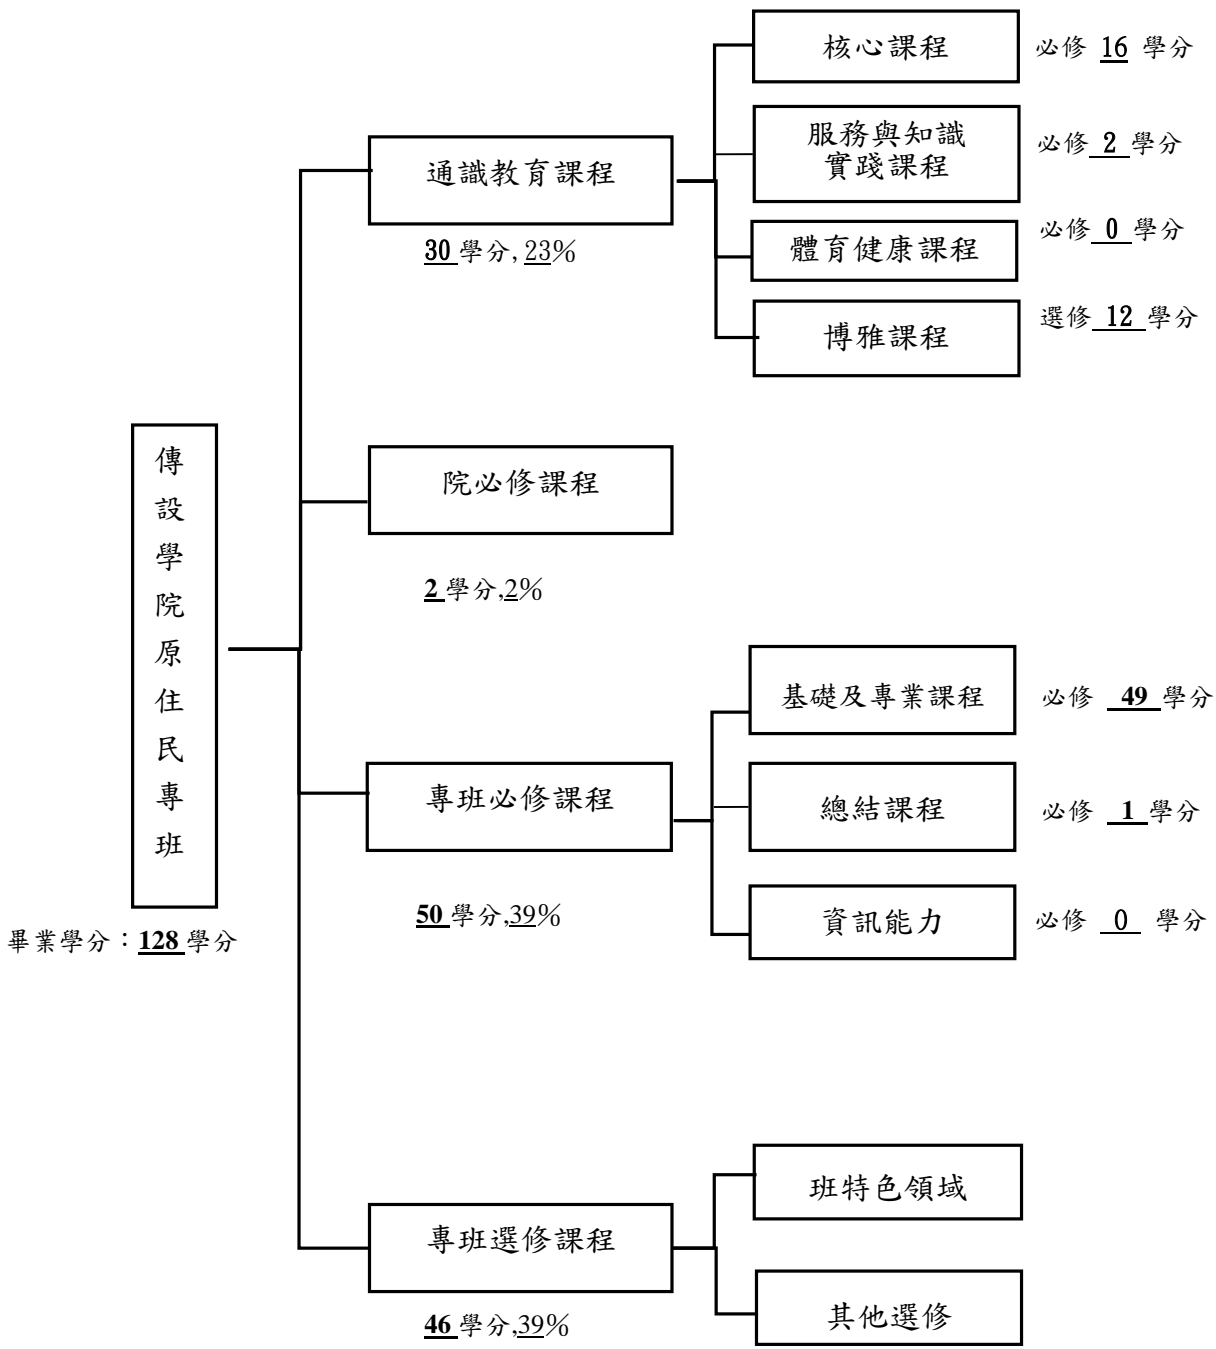 傳設學院原住民專班
畢業學分：128 學分
通識教育課程
30 學分, 23%
核心課程
必修 16 學分
服務與知識
實踐課程
必修 2 學分
體育健康課程
必修 0 學分
博雅課程
選修 12 學分
院必修課程
2 學分,2%
專班必修課程
50 學分,39%
基礎及專業課程
必修 49 學分
總結課程
必修 1 學分
資訊能力
必修 0 學分
專班選修課程
46 學分,39%
班特色領域
其他選修